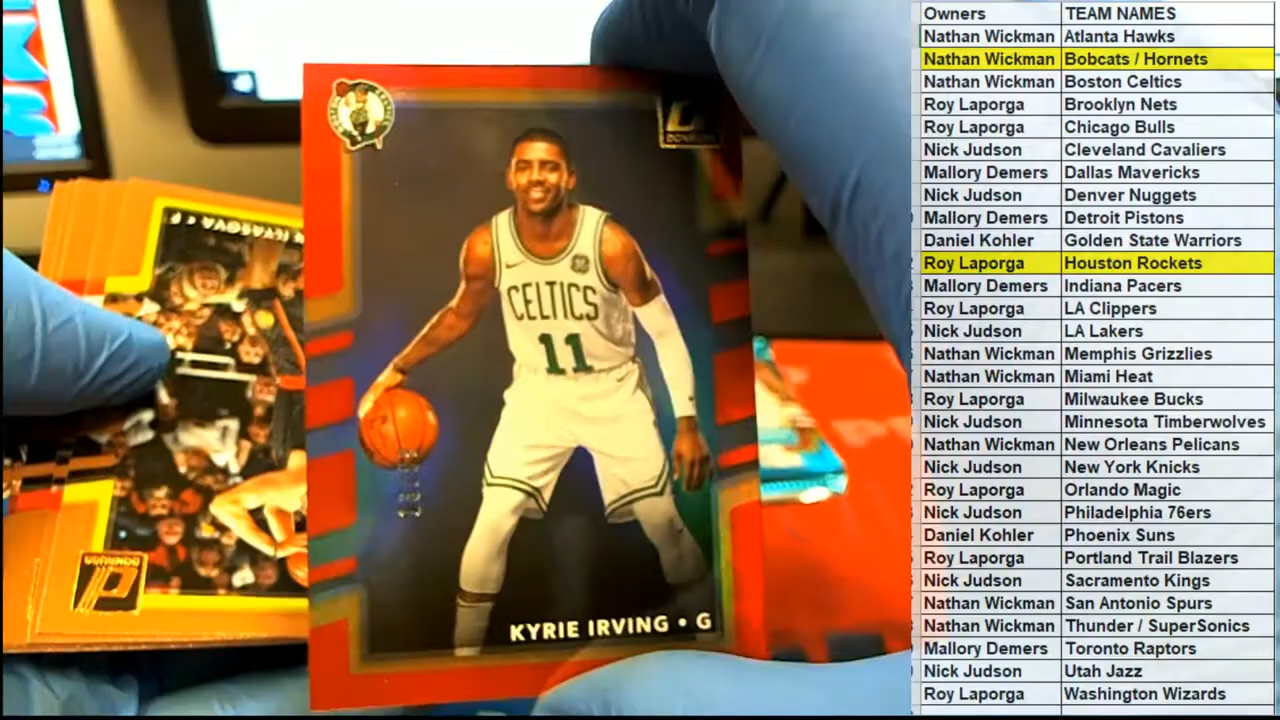 ILYASOVA • F
DONRUSS
DONRUSS
CELTICS
11
KYRIE IRVING • G
Owners TEAM NAMES
Nathan Wickman Atlanta Hawks
Nathan Wickman Bobcats / Hornets
Nathan Wickman Boston Celtics
Roy Laporga Brooklyn Nets
Roy Laporga Chicago Bulls
Nick Judson Cleveland Cavaliers
Mallory Demers Dallas Mavericks
Nick Judson Denver Nuggets
Mallory Demers Detroit Pistons
Daniel Kohler Golden State Warriors
Roy Laporga Houston Rockets
Mallory Demers Indiana Pacers
Roy Laporga LA Clippers
Nick Judson LA Lakers
Nathan Wickman Memphis Grizzlies
Nathan Wickman Miami Heat
Roy Laporga Milwaukee Bucks
Nick Judson Minnesota Timberwolves
Nathan Wickman New Orleans Pelicans
Nick Judson New York Knicks
Roy Laporga Orlando Magic
Nick Judson Philadelphia 76ers
Daniel Kohler Phoenix Suns
Roy Laporga Portland Trail Blazers
Nick Judson Sacramento Kings
Nathan Wickman San Antonio Spurs
Nathan Wickman Thunder / SuperSonics
Mallory Demers Toronto Raptors
Nick Judson Utah Jazz
Roy Laporga Washington Wizards